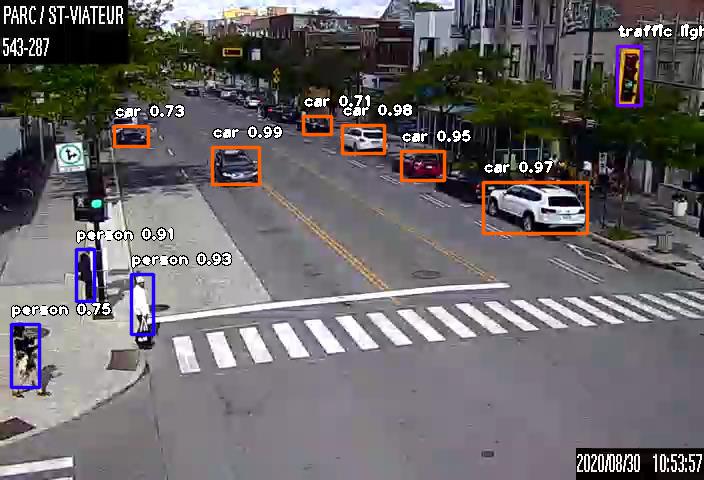 PARC / ST-VIATEUR
543-287
traffic ligh
car 0.71
car 0.98
car 0.73
car 0.99
car 0.95
car 0.97
person 0.91
person 0.93
person 0.75
2020/08/30 10:53:57